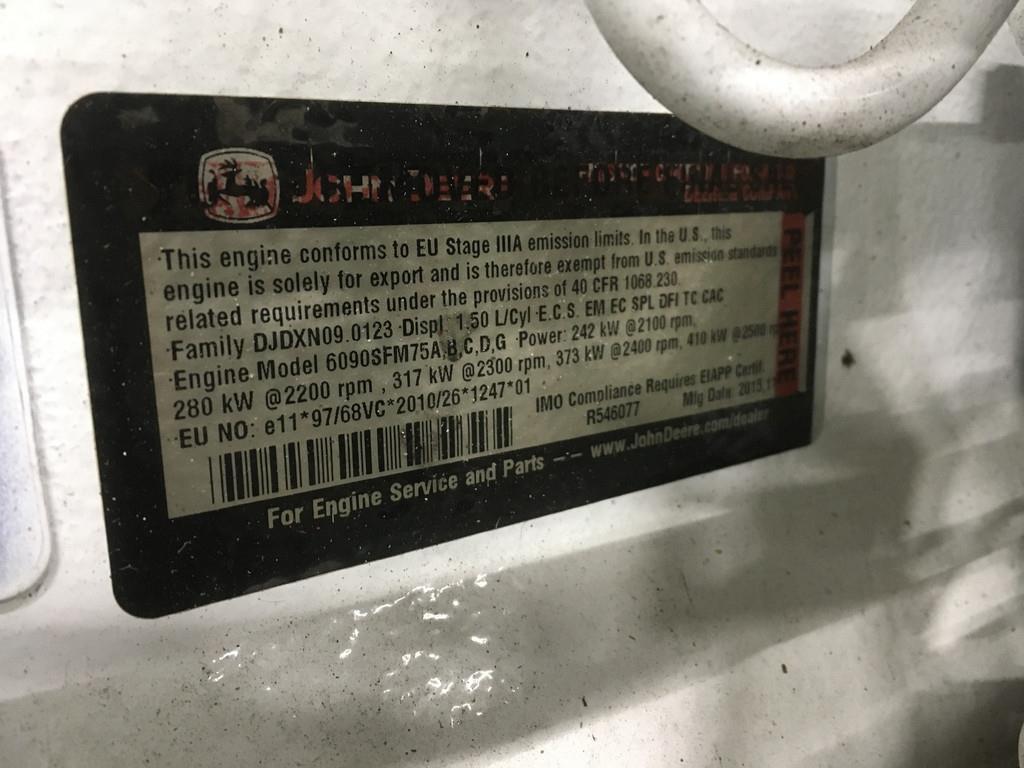 JOHN DEERE
This engine conforms to EU Stage IIIA emission limits. In the U.S., this
engine is solely for export and is therefore exempt from U.S. emission standards
related requirements under the provisions of 40 CFR 1068.230.
·Family DJDXN09.0123 ·Displ. 1.50 L/Cyl ·E.C.S. EM EC SPL DFI TC CAC
·Engine Model 6090SFM75A,B,C,D,G ·Power: 242 kW @2100 rpm,
280 kW @2200 rpm , 317 kW @2300 rpm, 373 kW @2400 rpm, 410 kW @2500 rpm
·EU NO: e11*97/68VC*2010/26*1247*01
IMO Compliance Requires EIAPP Certif.
R546077 Mfg Date: 2015,
For Engine Service and Parts -·- www.JohnDeere.com/dealer
PEEL HERE